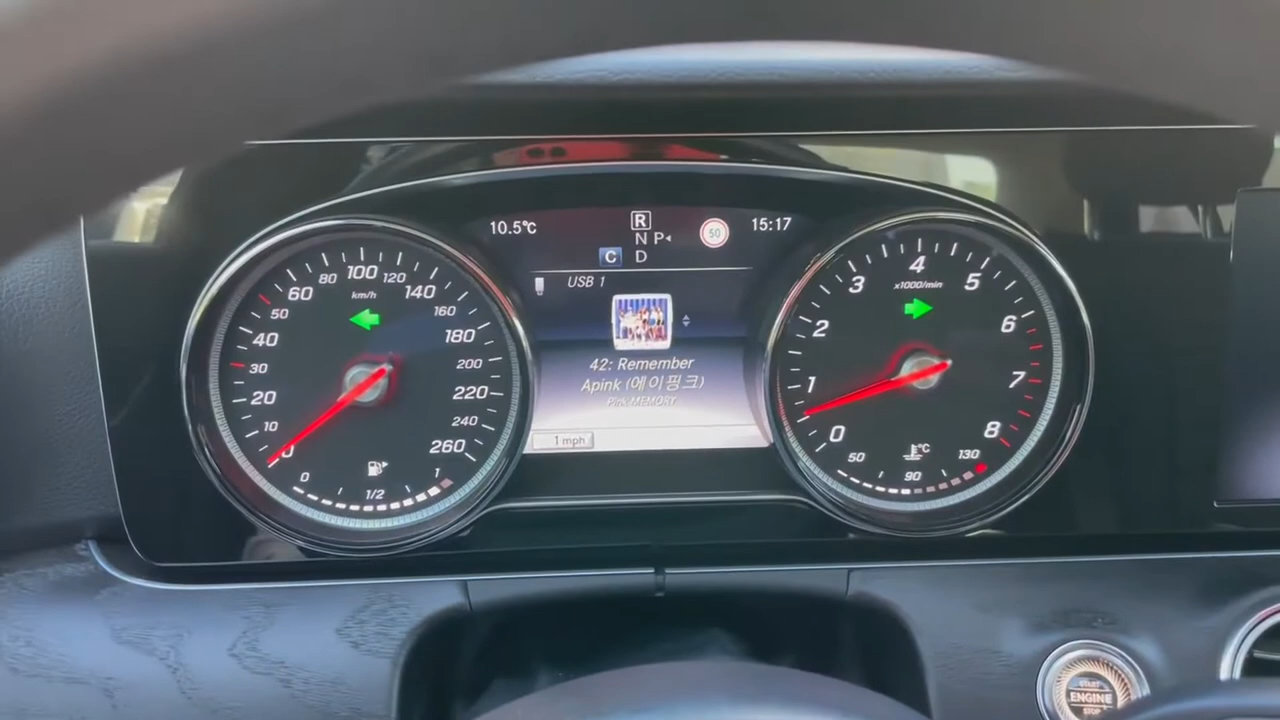 10.5℃
R
N P◂
C D
50
15:17
USB 1
42: Remember
Apink (에이핑크)
Pink MEMORY
1 mph
0
10
20
30
40
50
60
80
100
120
140
160
180
200
220
240
260
km/h
0
1/2
1
0
1
2
3
4
5
6
7
8
x1000/min
°C
50
90
130
START
ENGINE
STOP